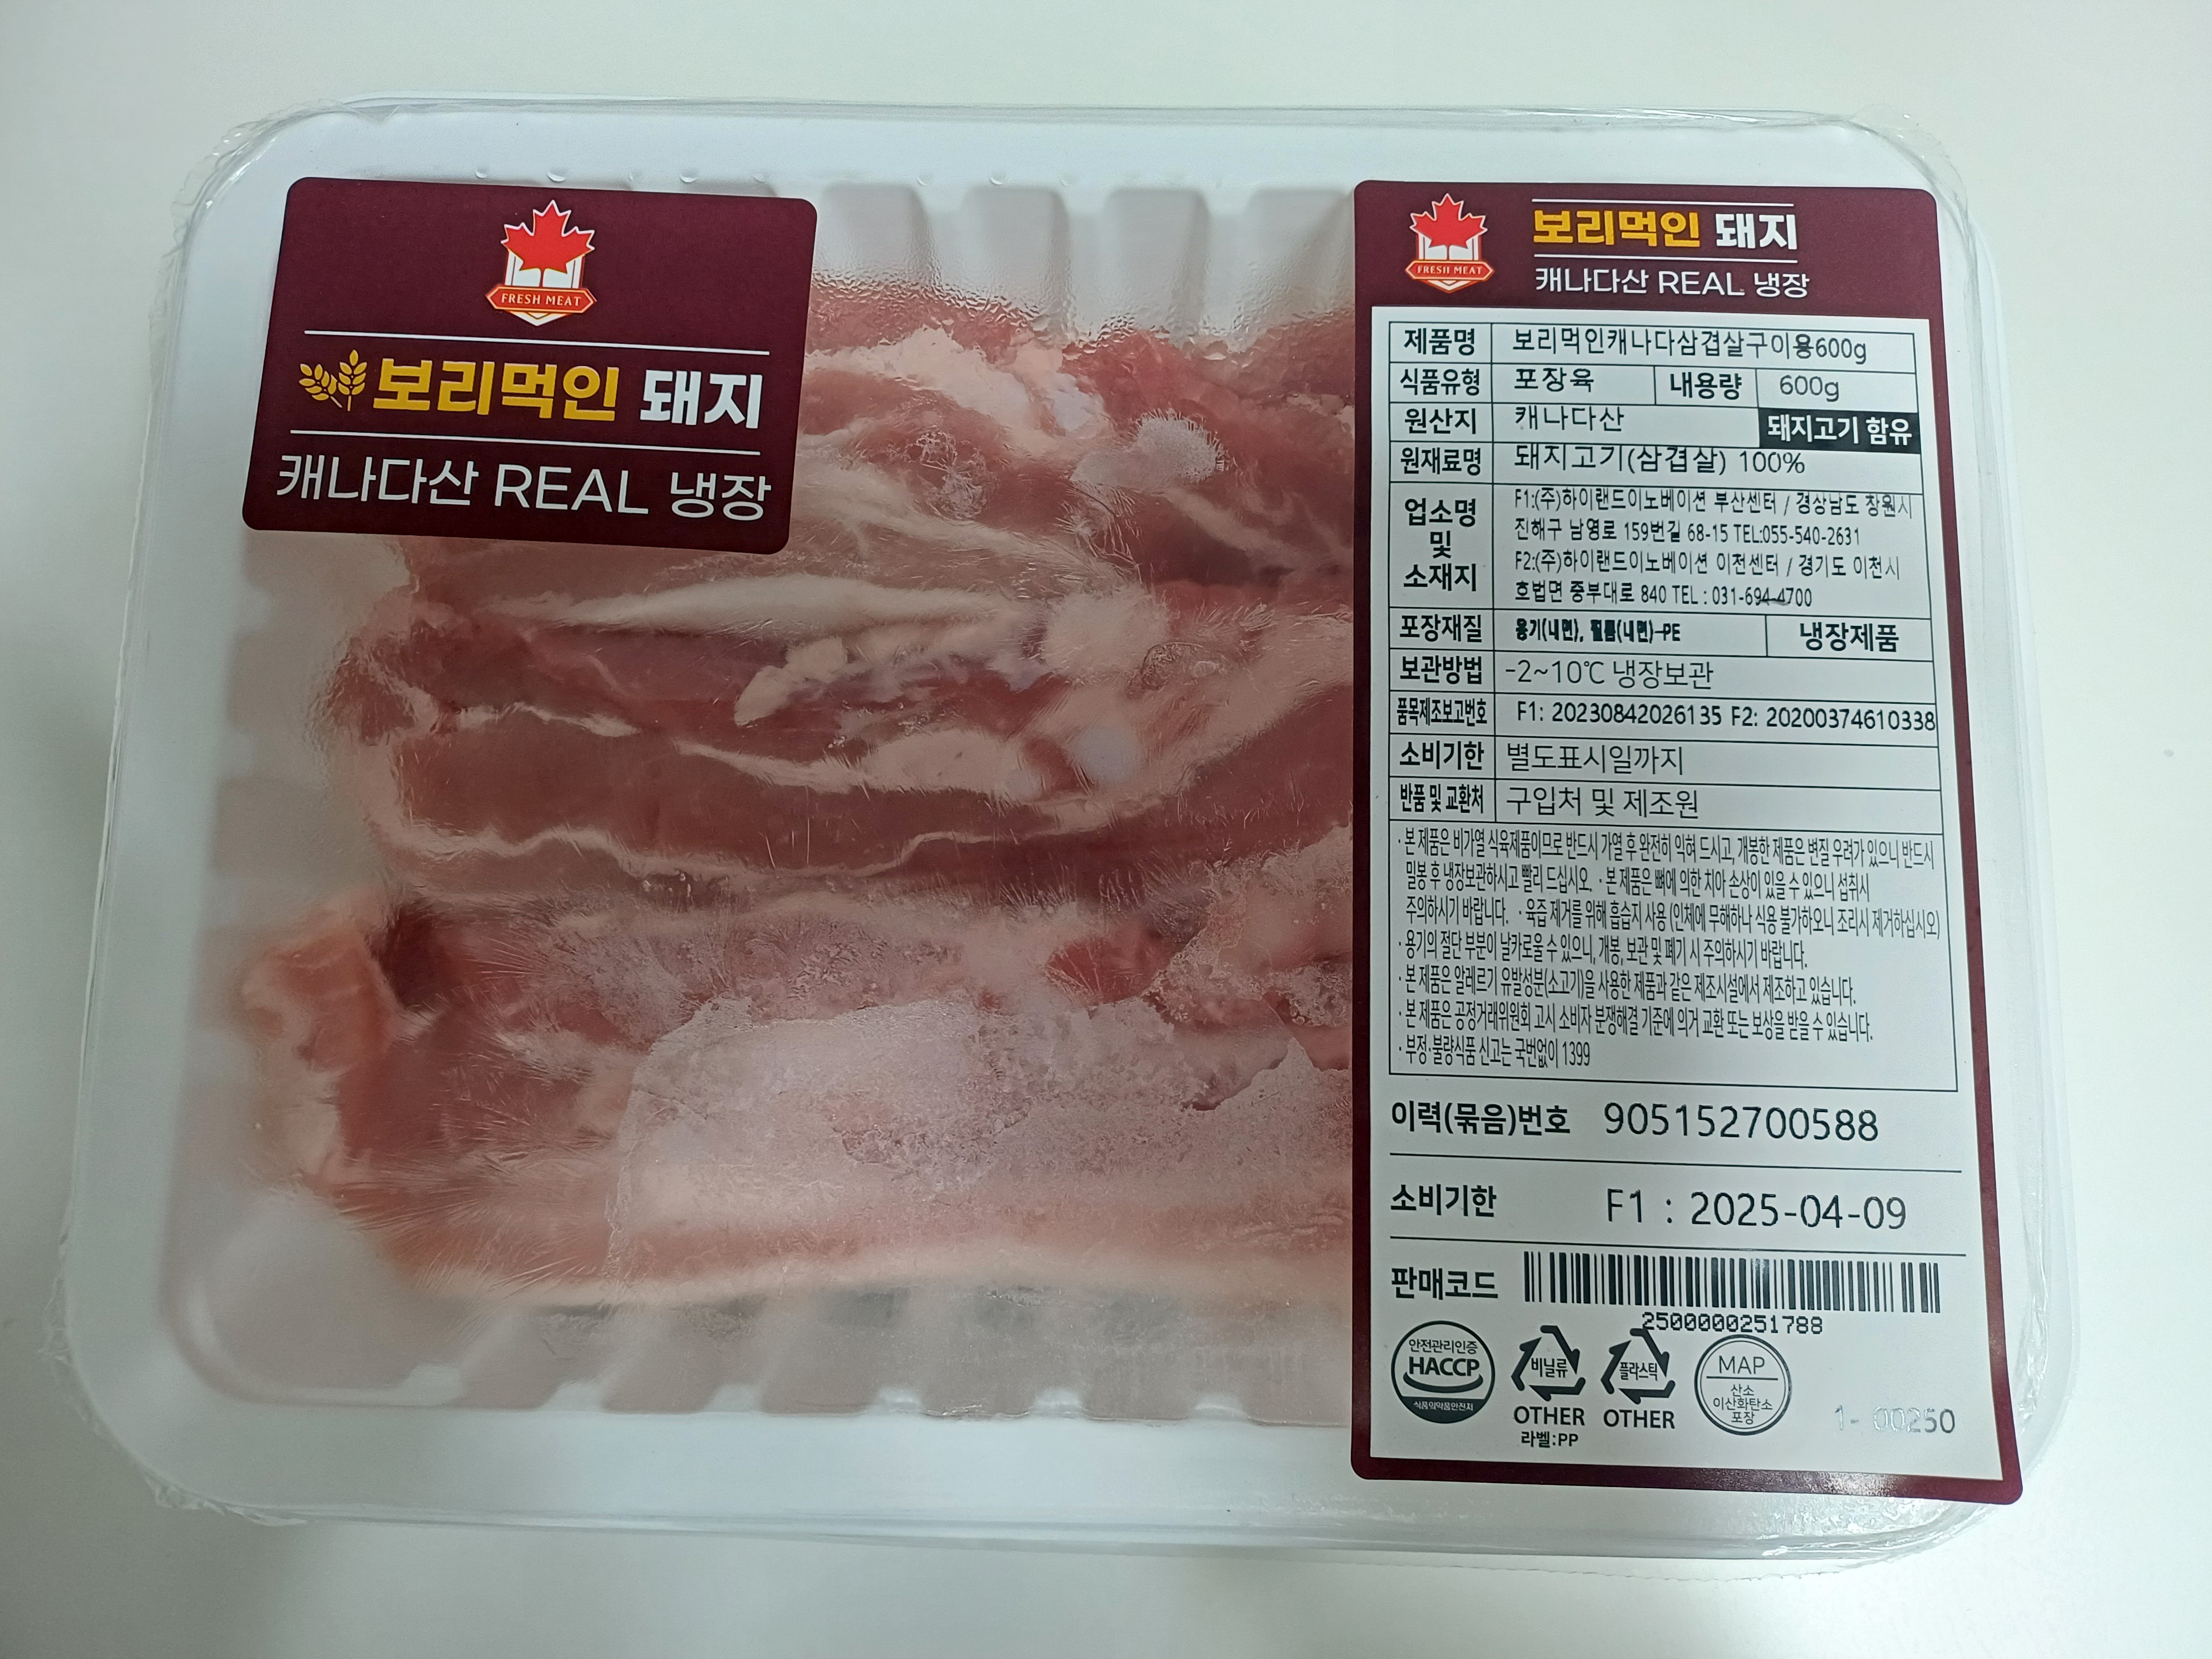 FRESH MEAT
보리먹인 돼지
캐나다산 REAL 냉장
FRESH MEAT
보리먹인 돼지
캐나다산 REAL 냉장
제품명 보리먹인캐나다삼겹살구이용600g
식품유형 포장육 내용량 600g
원산지 캐나다산 돼지고기 함유
원재료명 돼지고기(삼겹살) 100%
업소명 및 소재지
F1:(주)하이랜드이노베이션 부산센터 / 경상남도 창원시
진해구 남영로 159번길 68-15 TEL:055-540-2631
F2:(주)하이랜드이노베이션 이천센터 / 경기도 이천시
호법면 중부대로 840 TEL : 031-694-4700
포장재질 용기(내면), 필름(내면)-PE 냉장제품
보관방법 -2~10℃ 냉장보관
품목제조보고번호 F1: 20230842026135 F2: 20200374610338
소비기한 별도표시일까지
반품 및 교환처 구입처 및 제조원
· 본 제품은 비가열 식육제품이므로 반드시 가열 후 완전히 익혀 드시고, 개봉한 제품은 변질 우려가 있으니 반드시
밀봉 후 냉장보관하시고 빨리 드십시오. · 본 제품은 뼈에 의한 치아 손상이 있을 수 있으니 섭취시
주의하시기 바랍니다. · 육즙 제거를 위해 흡습지 사용 (인체에 무해하나 식용 불가하오니 조리시 제거하십시오)
· 용기의 절단 부분이 날카로울 수 있으니, 개봉, 보관 및 폐기 시 주의하시기 바랍니다.
· 본 제품은 알레르기 유발성분(소고기)을 사용한 제품과 같은 제조시설에서 제조하고 있습니다.
· 본 제품은 공정거래위원회 고시 소비자 분쟁해결 기준에 의거 교환 또는 보상을 받을 수 있습니다.
· 부정·불량식품 신고는 국번없이 1399
이력(묶음)번호 905152700588
소비기한 F1 : 2025-04-09
판매코드
2500000251788
안전관리인증
HACCP
식품의약품안전처
비닐류
OTHER
라벨:PP
플라스틱
OTHER
MAP
산소
이산화탄소
포장
1- 00250